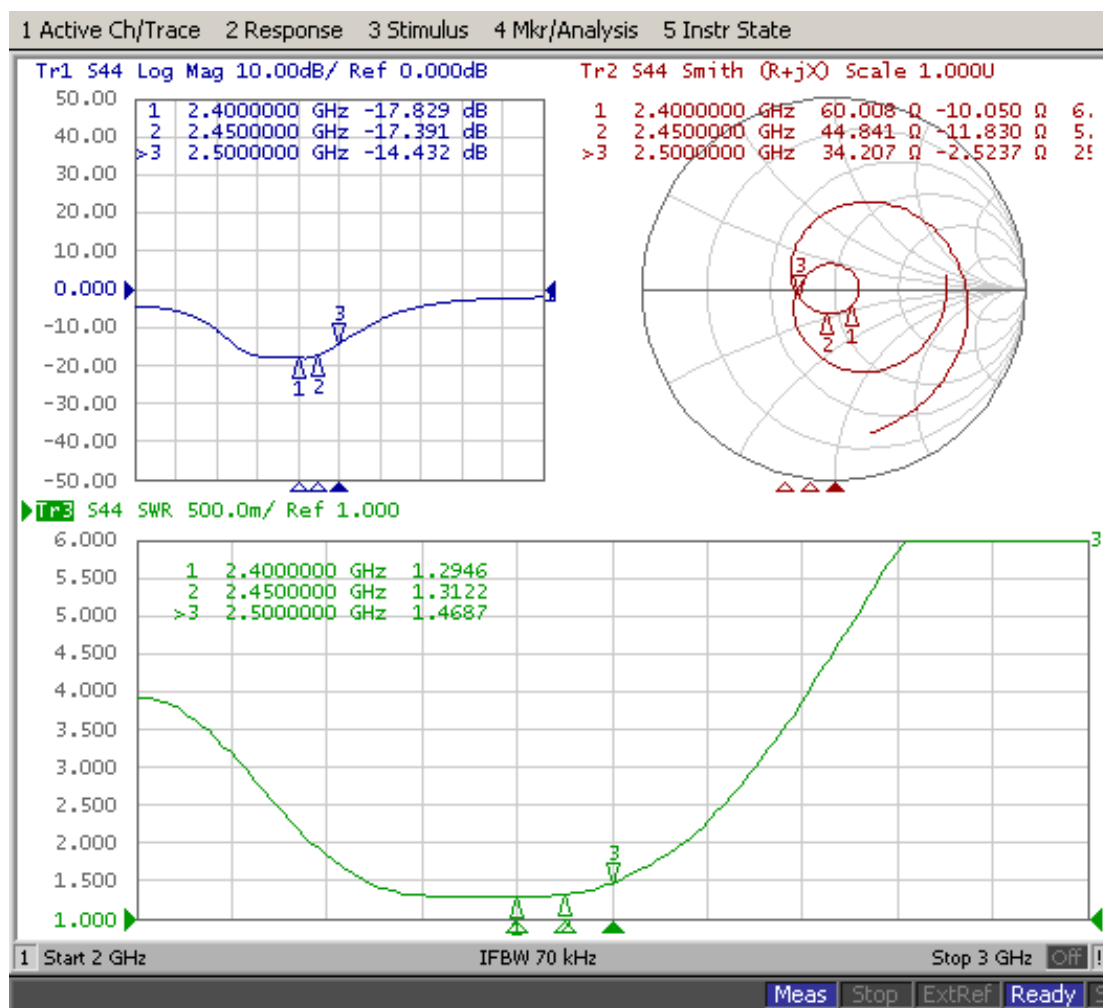 1 Active Ch/Trace 2 Response 3 Stimulus 4 Mkr/Analysis 5 Instr State
Tr1 S44 Log Mag 10.00dB/ Ref 0.000dB
50.00
40.00
30.00
20.00
10.00
0.000
-10.00
-20.00
-30.00
-40.00
-50.00
1 2.4000000 GHz -17.829 dB
2 2.4500000 GHz -17.391 dB
>3 2.5000000 GHz -14.432 dB
3
1
2
Tr2 S44 Smith (R+jX) Scale 1.000U
1 2.4000000 GHz 60.008 Ω -10.050 Ω 6.
2 2.4500000 GHz 44.841 Ω -11.830 Ω 5.
>3 2.5000000 GHz 34.207 Ω -2.5237 Ω 25
3
2
1
Tr3 S44 SWR 500.0m/ Ref 1.000
6.000
5.500
5.000
4.500
4.000
3.500
3.000
2.500
2.000
1.500
1.000
1 2.4000000 GHz 1.2946
2 2.4500000 GHz 1.3122
>3 2.5000000 GHz 1.4687
3
3
1 Start 2 GHz IFBW 70 kHz Stop 3 GHz Off !
Meas Stop ExtRef Ready S